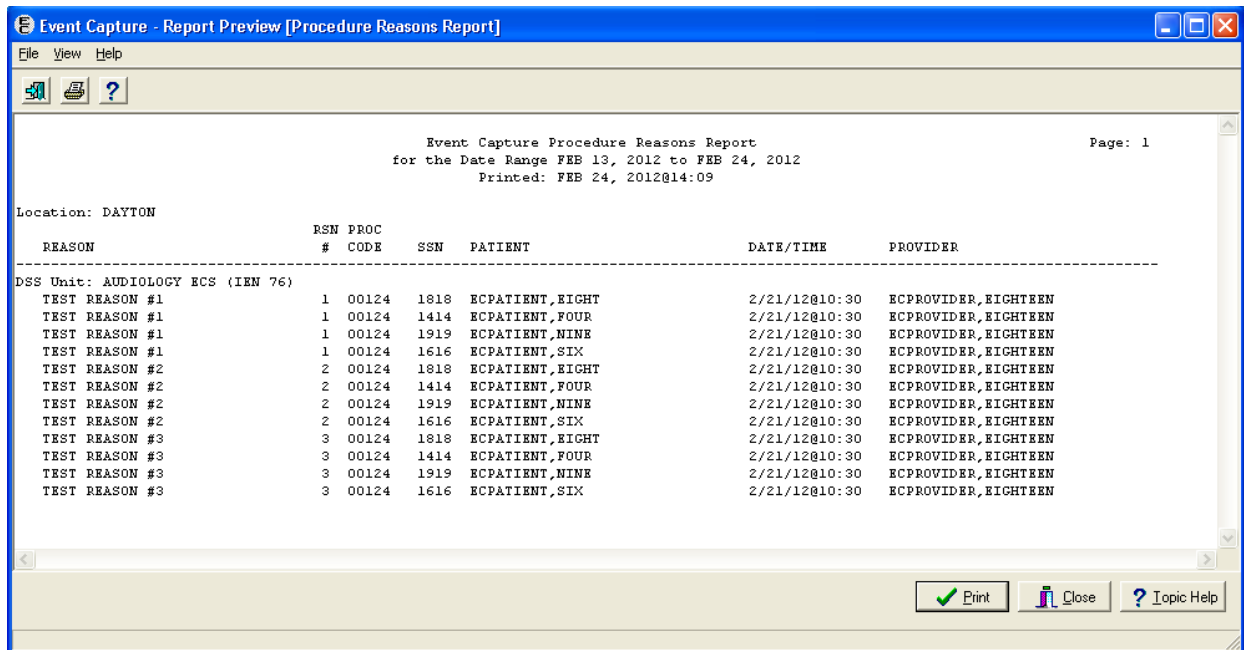 Event Capture - Report Preview [Procedure Reasons Report]
File View Help
Event Capture Procedure Reasons Report Page: 1
for the Date Range FEB 13, 2012 to FEB 24, 2012
Printed: FEB 24, 2012@14:09
Location: DAYTON
RSN PROC
REASON # CODE SSN PATIENT DATE/TIME PROVIDER
DSS Unit: AUDIOLOGY ECS (IEN 76)
TEST REASON #1 1 00124 1818 ECPATIENT,EIGHT 2/21/12@10:30 ECPROVIDER,EIGHTEEN
TEST REASON #1 1 00124 1414 ECPATIENT,FOUR 2/21/12@10:30 ECPROVIDER,EIGHTEEN
TEST REASON #1 1 00124 1919 ECPATIENT,NINE 2/21/12@10:30 ECPROVIDER,EIGHTEEN
TEST REASON #1 1 00124 1616 ECPATIENT,SIX 2/21/12@10:30 ECPROVIDER,EIGHTEEN
TEST REASON #2 2 00124 1818 ECPATIENT,EIGHT 2/21/12@10:30 ECPROVIDER,EIGHTEEN
TEST REASON #2 2 00124 1414 ECPATIENT,FOUR 2/21/12@10:30 ECPROVIDER,EIGHTEEN
TEST REASON #2 2 00124 1919 ECPATIENT,NINE 2/21/12@10:30 ECPROVIDER,EIGHTEEN
TEST REASON #2 2 00124 1616 ECPATIENT,SIX 2/21/12@10:30 ECPROVIDER,EIGHTEEN
TEST REASON #3 3 00124 1818 ECPATIENT,EIGHT 2/21/12@10:30 ECPROVIDER,EIGHTEEN
TEST REASON #3 3 00124 1414 ECPATIENT,FOUR 2/21/12@10:30 ECPROVIDER,EIGHTEEN
TEST REASON #3 3 00124 1919 ECPATIENT,NINE 2/21/12@10:30 ECPROVIDER,EIGHTEEN
TEST REASON #3 3 00124 1616 ECPATIENT,SIX 2/21/12@10:30 ECPROVIDER,EIGHTEEN
Print Close ? Topic Help